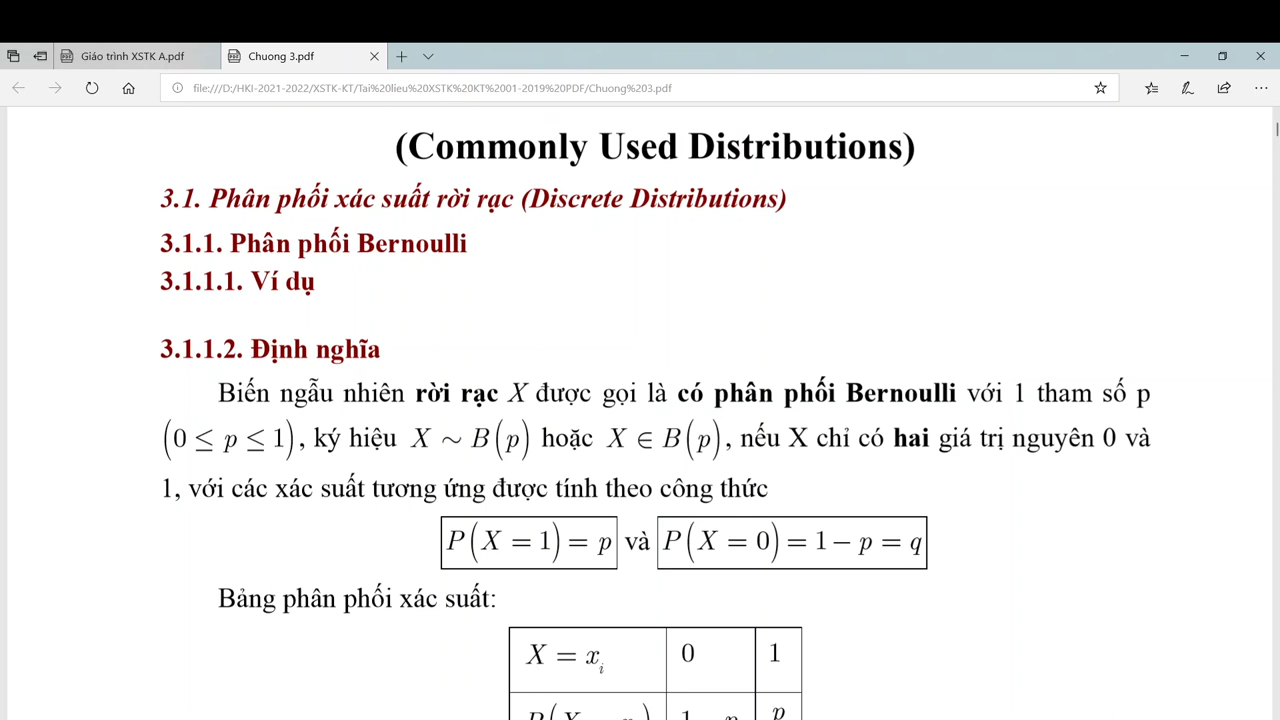 Giáo trình XSTK A.pdf
Chuong 3.pdf
file:///D:/HKI-2021-2022/XSTK-KT/Tai%20lieu%20XSTK%20KT%2001-2019%20PDF/Chuong%203.pdf
(Commonly Used Distributions)
3.1. Phân phối xác suất rời rạc (Discrete Distributions)
3.1.1. Phân phối Bernoulli
3.1.1.1. Ví dụ
3.1.1.2. Định nghĩa
Biến ngẫu nhiên rời rạc X được gọi là có phân phối Bernoulli với 1 tham số p
(0 ≤ p ≤ 1), ký hiệu X ~ B(p) hoặc X ∈ B(p), nếu X chỉ có hai giá trị nguyên 0 và
1, với các xác suất tương ứng được tính theo công thức
P(X = 1) = p và P(X = 0) = 1 − p = q
Bảng phân phối xác suất:
X = xᵢ 0 1
1 − p p